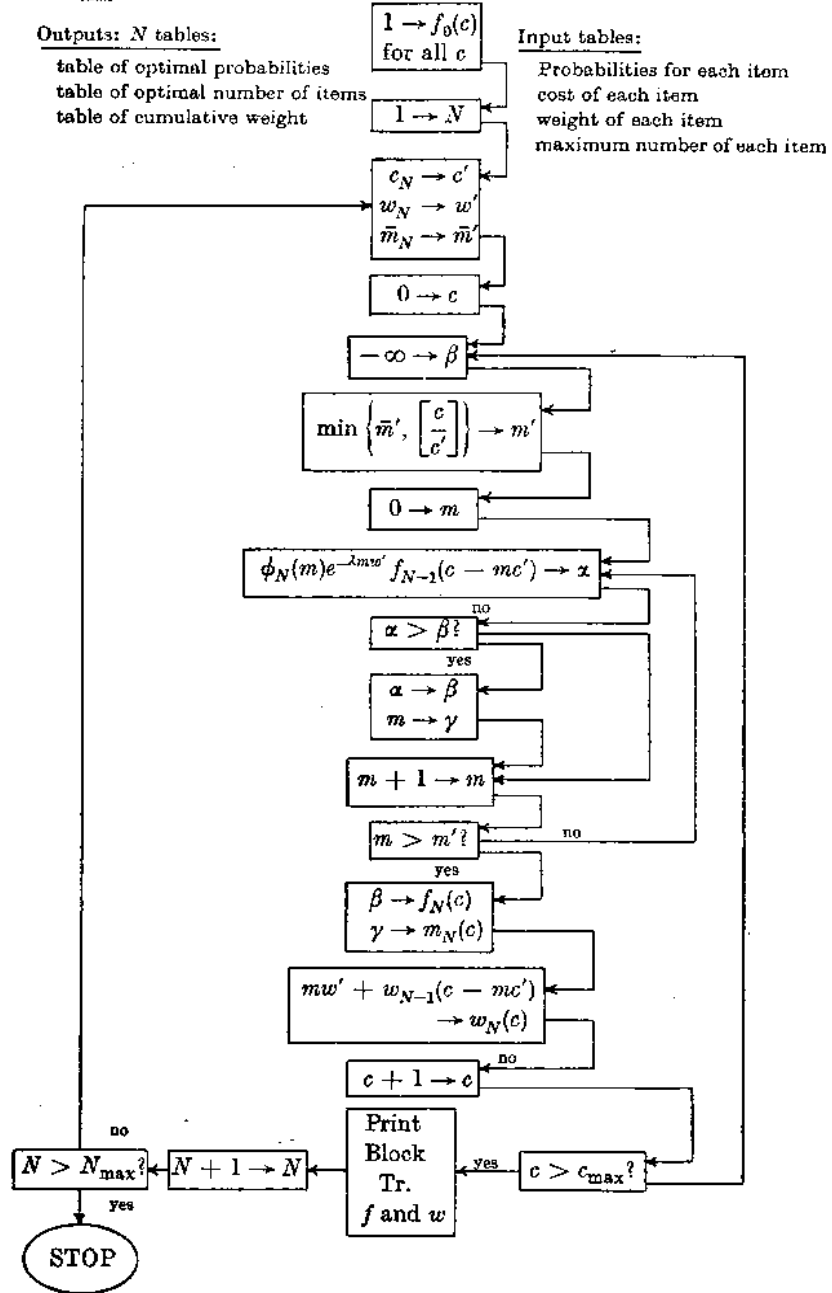 Outputs: N tables:
table of optimal probabilities
table of optimal number of items
table of cumulative weight
1 → f₀(c)
for all c
Input tables:
Probabilities for each item
cost of each item
weight of each item
maximum number of each item
1 → N
c_N → c′
w_N → w′
m̄_N → m̄′
0 → c
−∞ → β
min { m̄′, [c/c′] } → m′
0 → m
ϕ_N(m)e^{−λmw′} f_{N−1}(c − mc′) → α
no
α > β?
yes
α → β
m → γ
m + 1 → m
m > m′?
no
yes
β → f_N(c)
γ → m_N(c)
mw′ + w_{N−1}(c − mc′)
→ w_N(c)
no
c + 1 → c
Print
Block
Tr.
f and w
yes
c > c_max?
N + 1 → N
no
N > N_max?
yes
STOP